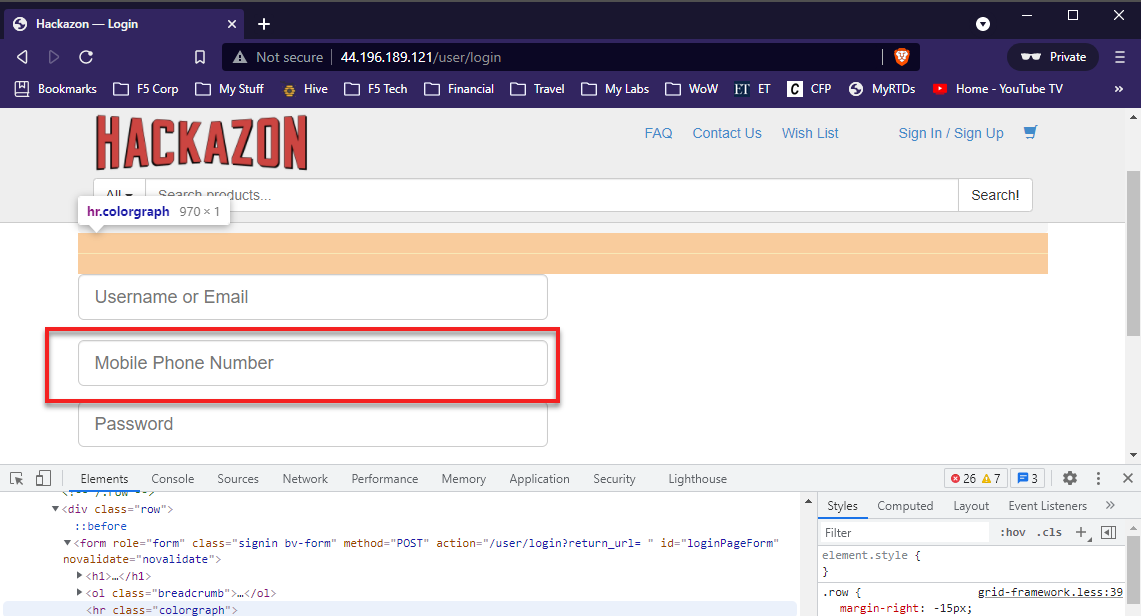 Hackazon — Login
Not secure 44.196.189.121/user/login Private
Bookmarks F5 Corp My Stuff Hive F5 Tech Financial Travel My Labs WoW ET ET C CFP MyRTDs Home - YouTube TV »
HACKAZON
FAQ Contact Us Wish List Sign In / Sign Up
All Search products... Search!
hr.colorgraph 970 × 1
Username or Email
Mobile Phone Number
Password
Elements Console Sources Network Performance Memory Application Security Lighthouse 26 7 3
<!-- /.row -->
<div class="row">
::before
<form role="form" class="signin bv-form" method="POST" action="/user/login?return_url= " id="loginPageForm"
novalidate="novalidate">
<h1>…</h1>
<ol class="breadcrumb">…</ol>
<hr class="colorgraph">
Styles Computed Layout Event Listeners »
Filter :hov .cls +
element.style {
}
.row { grid-framework.less:39
margin-right: -15px;